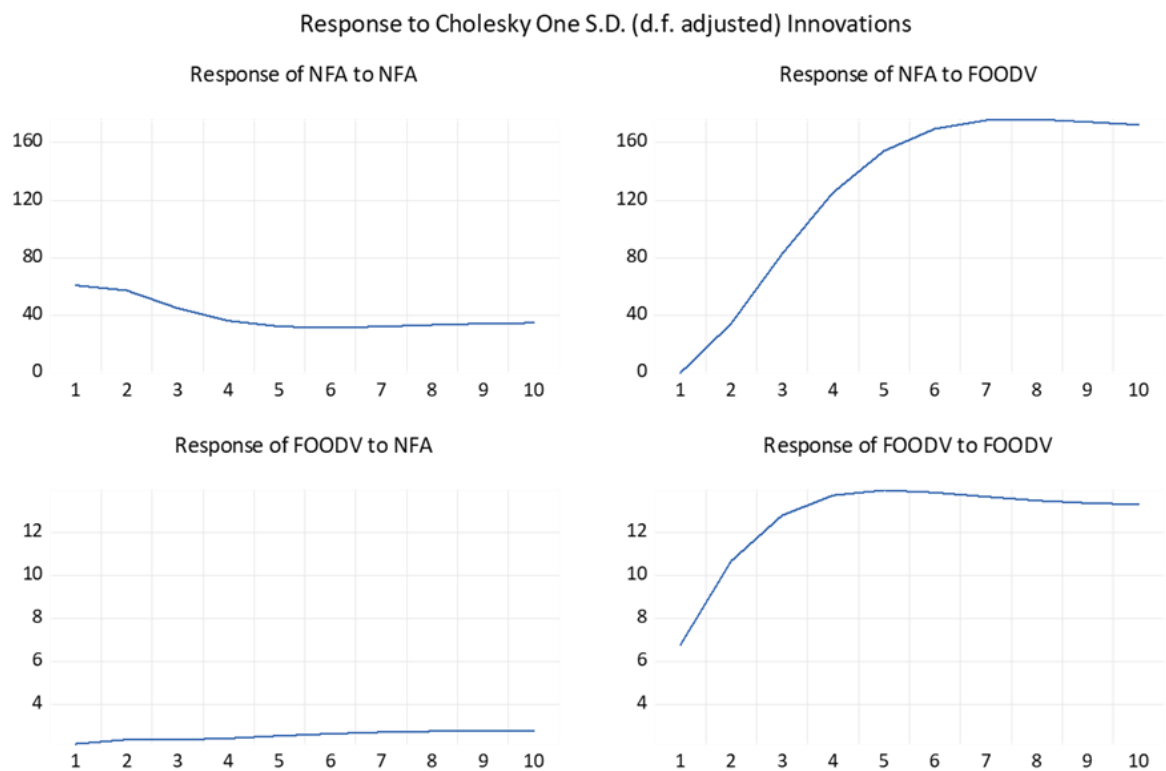 Response to Cholesky One S.D. (d.f. adjusted) Innovations
Response of NFA to NFA
160
120
80
40
0
1 2 3 4 5 6 7 8 9 10
Response of NFA to FOODV
160
120
80
40
0
1 2 3 4 5 6 7 8 9 10
Response of FOODV to NFA
12
10
8
6
4
1 2 3 4 5 6 7 8 9 10
Response of FOODV to FOODV
12
10
8
6
4
1 2 3 4 5 6 7 8 9 10